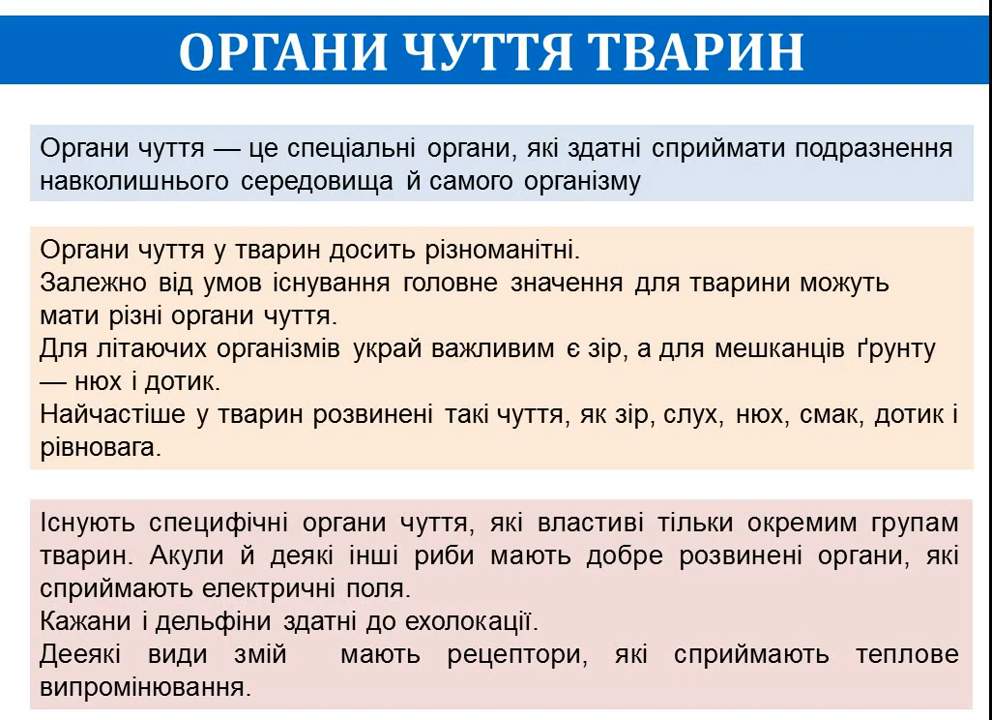 ОРГАНИ ЧУТТЯ ТВАРИН
Органи чуття — це спеціальні органи, які здатні сприймати подразнення
навколишнього середовища й самого організму
Органи чуття у тварин досить різноманітні.
Залежно від умов існування головне значення для тварини можуть
мати різні органи чуття.
Для літаючих організмів украй важливим є зір, а для мешканців ґрунту
— нюх і дотик.
Найчастіше у тварин розвинені такі чуття, як зір, слух, нюх, смак, дотик і
рівновага.
Існують специфічні органи чуття, які властиві тільки окремим групам
тварин. Акули й деякі інші риби мають добре розвинені органи, які
сприймають електричні поля.
Кажани і дельфіни здатні до ехолокації.
Дееякі види змій мають рецептори, які сприймають теплове
випромінювання.